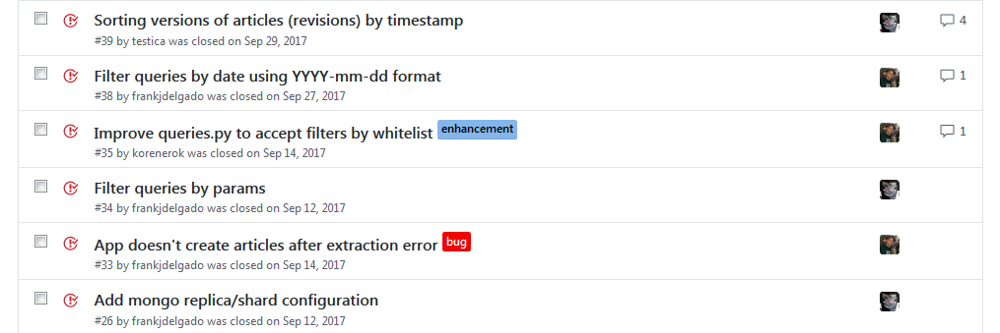 Sorting versions of articles (revisions) by timestamp
4
#39 by testica was closed on Sep 29, 2017
Filter queries by date using YYYY-mm-dd format
1
#38 by frankjdelgado was closed on Sep 27, 2017
Improve queries.py to accept filters by whitelist enhancement
1
#35 by korenerok was closed on Sep 14, 2017
Filter queries by params
#34 by frankjdelgado was closed on Sep 12, 2017
App doesn't create articles after extraction error bug
#33 by frankjdelgado was closed on Sep 14, 2017
Add mongo replica/shard configuration
#26 by frankjdelgado was closed on Sep 12, 2017